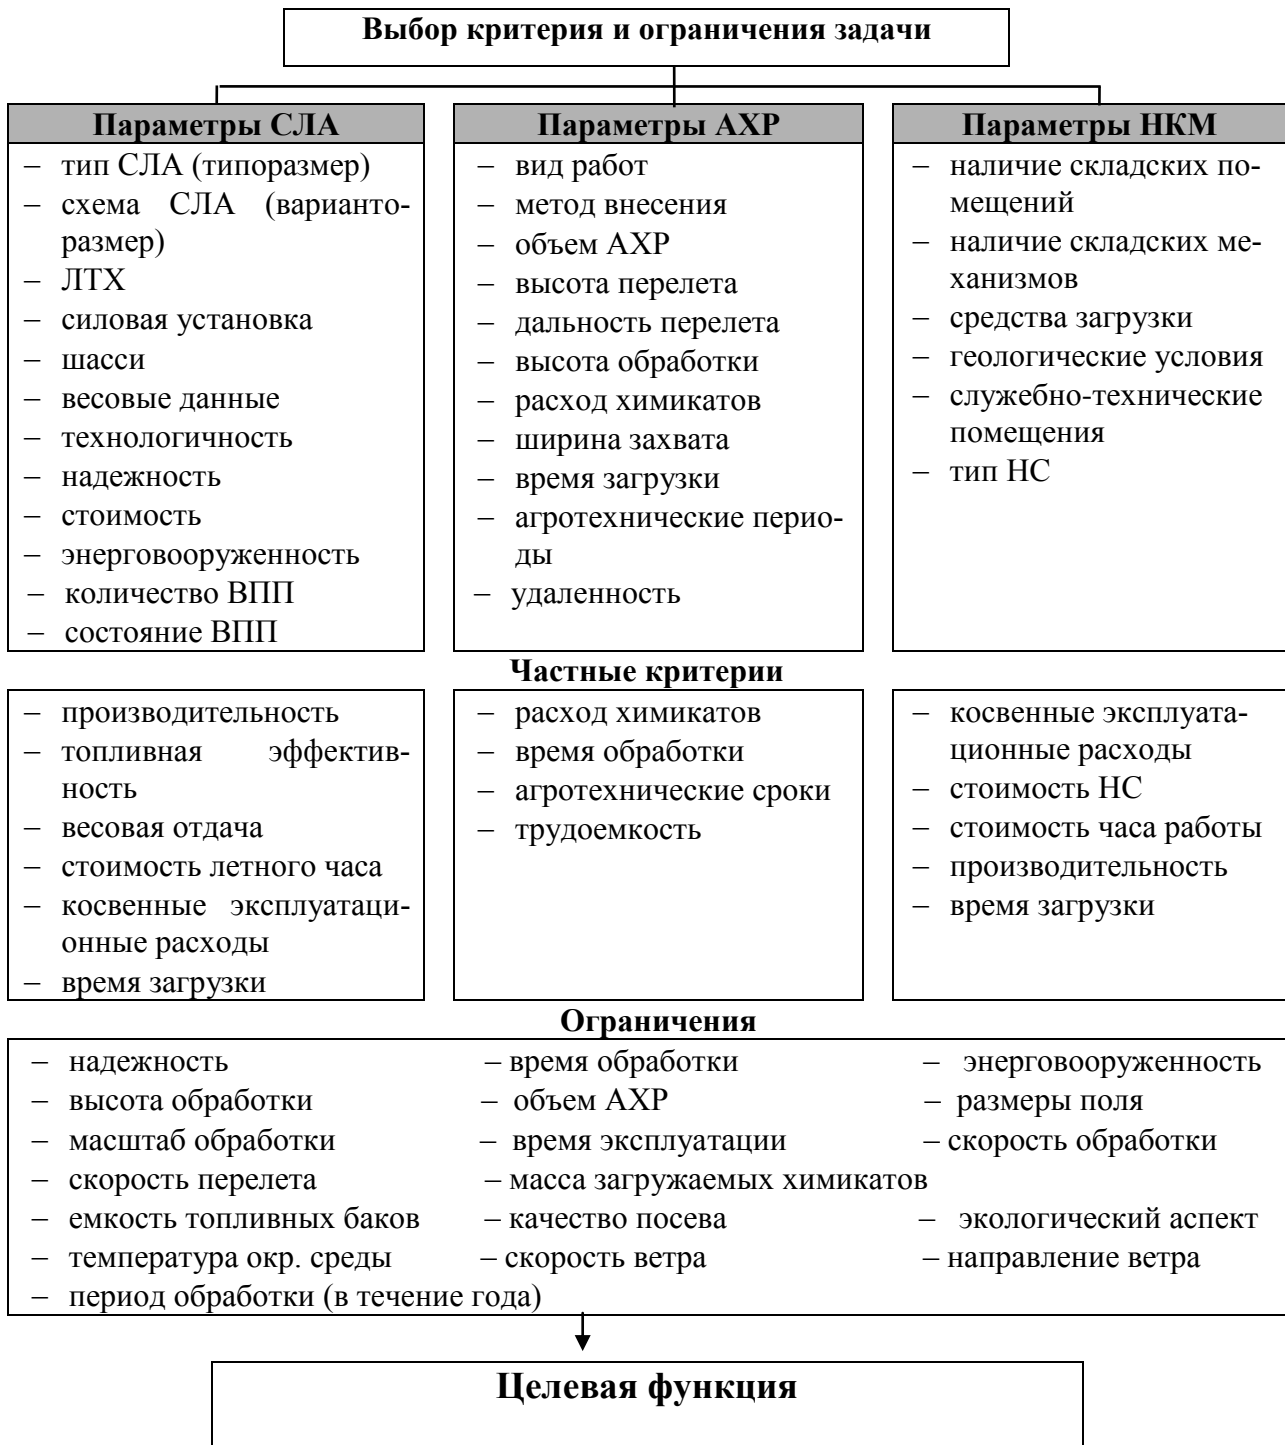 Выбор критерия и ограничения задачи
Параметры СЛА
– тип СЛА (типоразмер)
– схема СЛА (варианто-
размер)
– ЛТХ
– силовая установка
– шасси
– весовые данные
– технологичность
– надежность
– стоимость
– энерговооруженность
– количество ВПП
– состояние ВПП
Параметры АХР
– вид работ
– метод внесения
– объем АХР
– высота перелета
– дальность перелета
– высота обработки
– расход химикатов
– ширина захвата
– время загрузки
– агротехнические перио-
ды
– удаленность
Параметры НКМ
– наличие складских по-
мещений
– наличие складских ме-
ханизмов
– средства загрузки
– геологические условия
– служебно-технические
помещения
– тип НС
Частные критерии
– производительность
– топливная эффектив-
ность
– весовая отдача
– стоимость летного часа
– косвенные эксплуатаци-
онные расходы
– время загрузки
– расход химикатов
– время обработки
– агротехнические сроки
– трудоемкость
– косвенные эксплуата-
ционные расходы
– стоимость НС
– стоимость часа работы
– производительность
– время загрузки
Ограничения
– надежность – время обработки – энерговооруженность
– высота обработки – объем АХР – размеры поля
– масштаб обработки – время эксплуатации – скорость обработки
– скорость перелета – масса загружаемых химикатов
– емкость топливных баков – качество посева – экологический аспект
– температура окр. среды – скорость ветра – направление ветра
– период обработки (в течение года)
Целевая функция